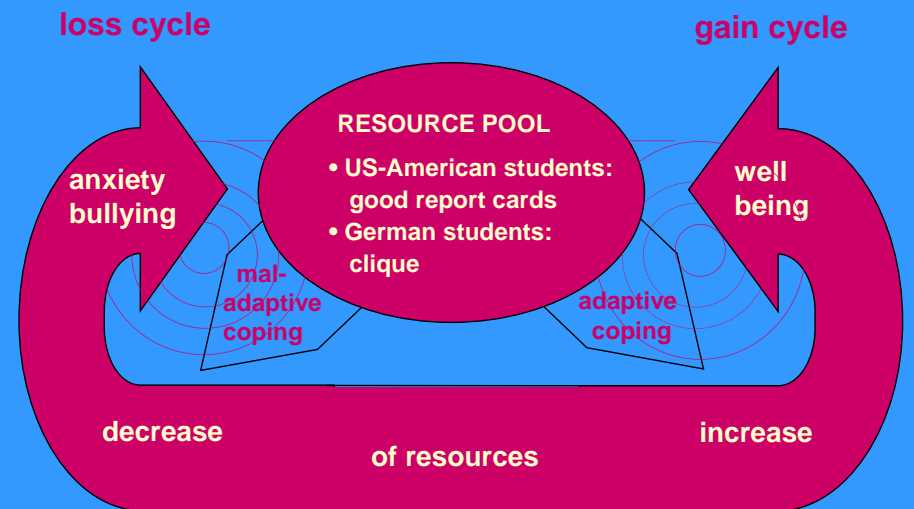 loss cycle
gain cycle
RESOURCE POOL
• US-American students:
good report cards
• German students:
clique
anxiety
bullying
well
being
mal-
adaptive
coping
adaptive
coping
decrease
of resources
increase